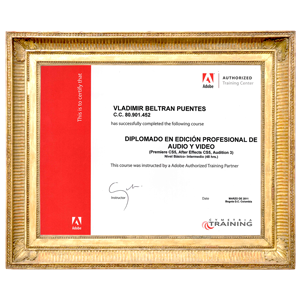 This is to certify that
Adobe
AUTHORIZED
Training Center
VLADIMIR BELTRAN PUENTES
C.C. 80.901.452
has successfully completed the following course
DIPLOMADO EN EDICIÓN PROFESIONAL DE
AUDIO Y VIDEO
(Premiere CS5, After Effects CS5, Audition 3)
Nivel Básico- Intermedio (40 hrs.)
This course was instructed by a Adobe Authorized Training Partner
Adobe
Instructor
Date
MARZO DE 2011
Bogotá D.C. Colombia
TRAINING